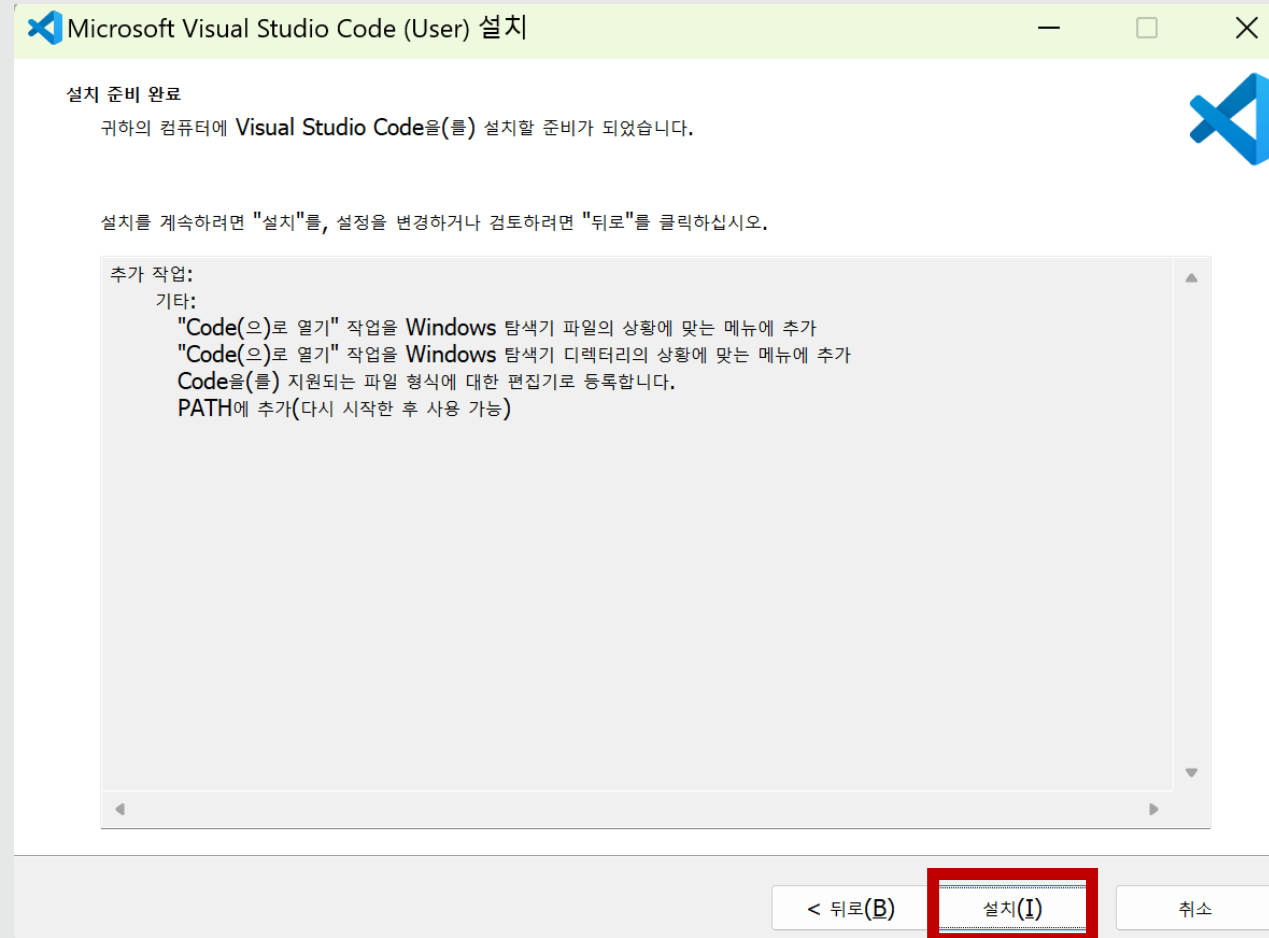 Microsoft Visual Studio Code (User) 설치
설치 준비 완료
귀하의 컴퓨터에 Visual Studio Code을(를) 설치할 준비가 되었습니다.
설치를 계속하려면 "설치"를, 설정을 변경하거나 검토하려면 "뒤로"를 클릭하십시오.
추가 작업:
기타:
"Code(으)로 열기" 작업을 Windows 탐색기 파일의 상황에 맞는 메뉴에 추가
"Code(으)로 열기" 작업을 Windows 탐색기 디렉터리의 상황에 맞는 메뉴에 추가
Code을(를) 지원되는 파일 형식에 대한 편집기로 등록합니다.
PATH에 추가(다시 시작한 후 사용 가능)
< 뒤로(B) 설치(I) 취소